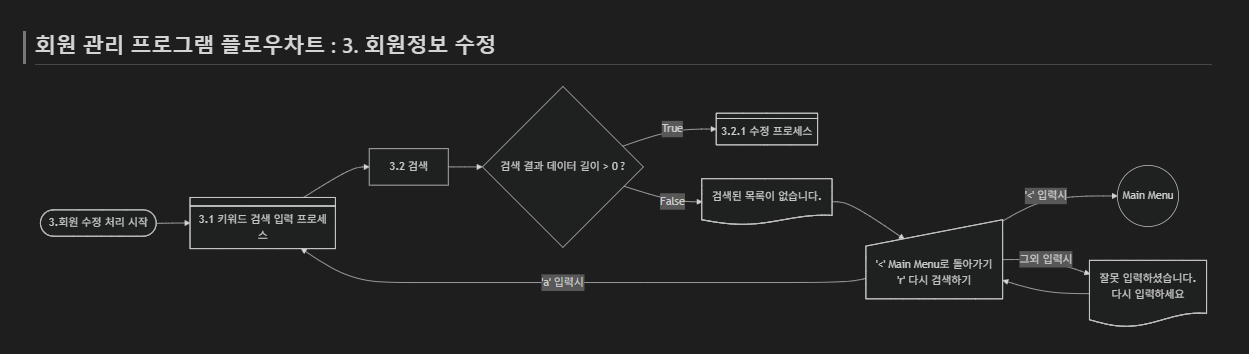 회원 관리 프로그램 플로우차트 : 3. 회원정보 수정
3.회원 수정 처리 시작
3.1 키워드 검색 입력 프로세
스
3.2 검색
검색 결과 데이터 길이 > 0 ?
True
3.2.1 수정 프로세스
False
검색된 목록이 없습니다.
'<' Main Menu로 돌아가기
'r' 다시 검색하기
'a' 입력시
'<' 입력시
Main Menu
그외 입력시
잘못 입력하셨습니다.
다시 입력하세요